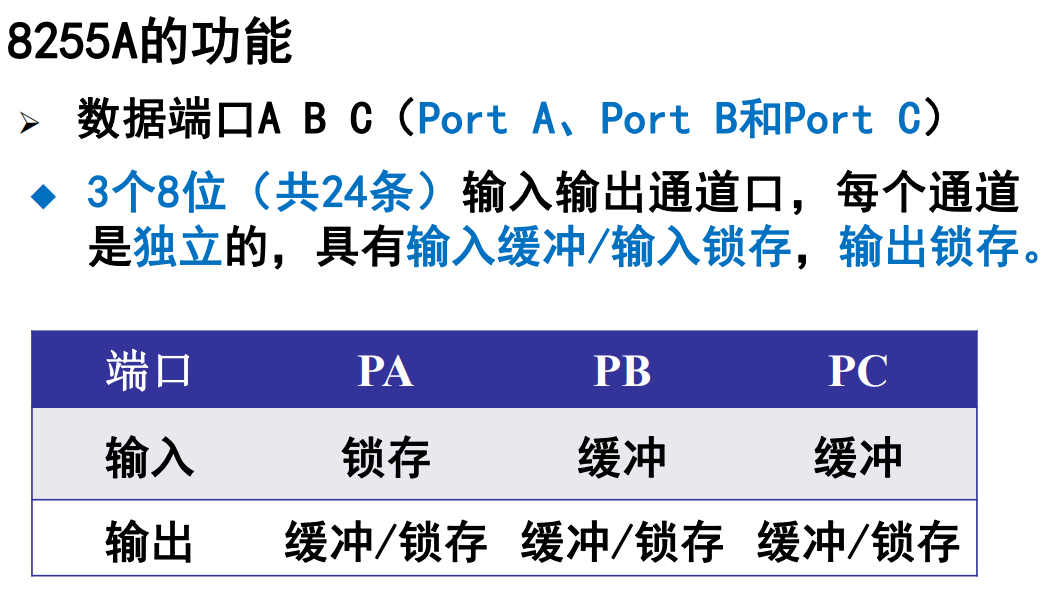 8255A的功能
➢ 数据端口A B C（Port A、Port B和Port C）
◆ 3个8位（共24条）输入输出通道口，每个通道
是独立的，具有输入缓冲/输入锁存，输出锁存。
端口 PA PB PC
输入 锁存 缓冲 缓冲
输出 缓冲/锁存 缓冲/锁存 缓冲/锁存